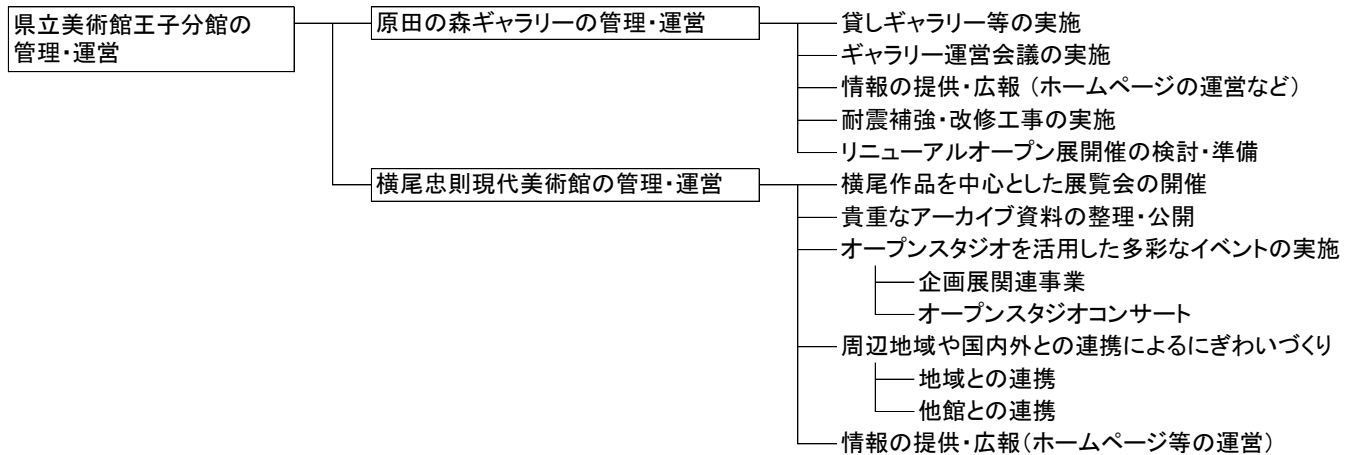 県立美術館王子分館の
管理・運営
原田の森ギャラリーの管理・運営
貸しギャラリー等の実施
ギャラリー運営会議の実施
情報の提供・広報（ホームページの運営など）
耐震補強・改修工事の実施
リニューアルオープン展開催の検討・準備
横尾忠則現代美術館の管理・運営
横尾作品を中心とした展覧会の開催
貴重なアーカイブ資料の整理・公開
オープンスタジオを活用した多彩なイベントの実施
企画展関連事業
オープンスタジオコンサート
周辺地域や国内外との連携によるにぎわいづくり
地域との連携
他館との連携
情報の提供・広報（ホームページ等の運営）